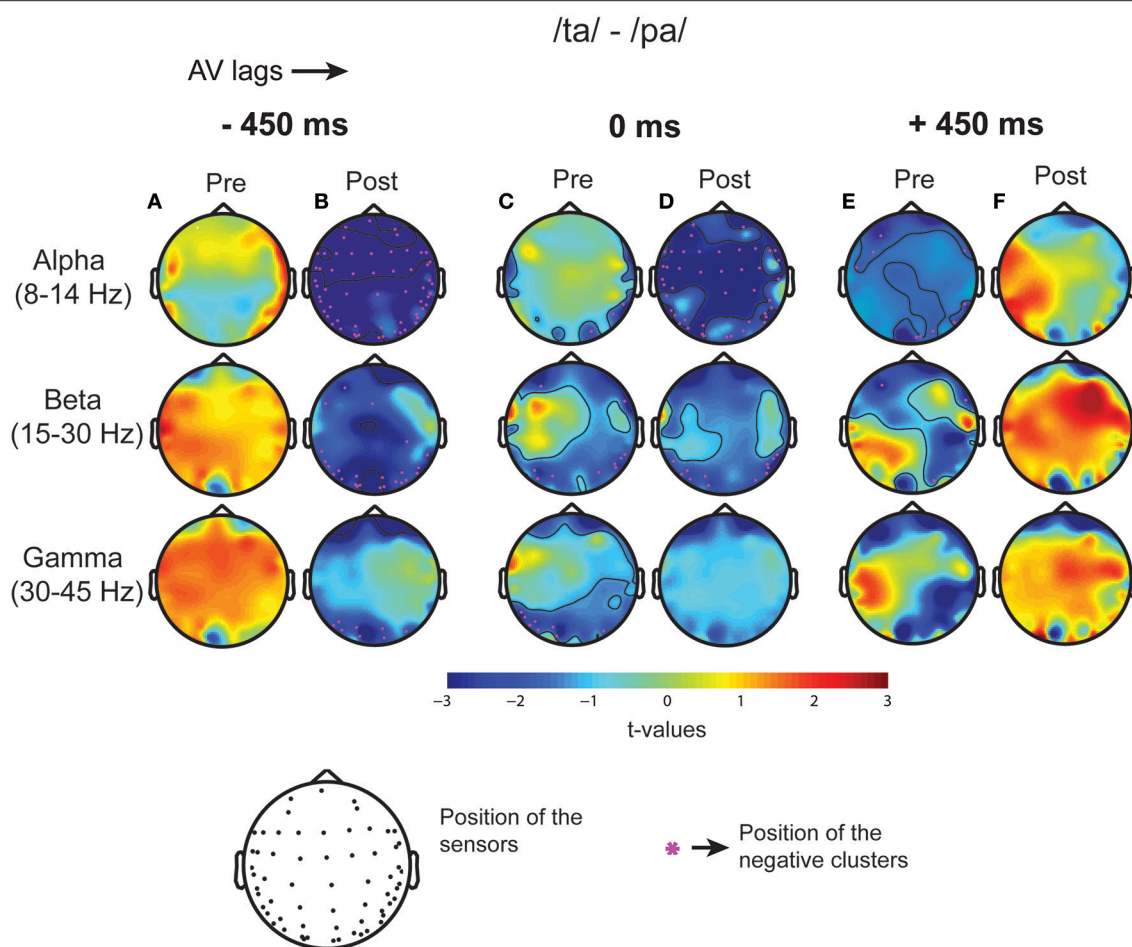 /ta/ - /pa/
AV lags
- 450 ms
0 ms
+ 450 ms
A
Pre
B
Post
C
Pre
D
Post
E
Pre
F
Post
Alpha
(8-14 Hz)
Beta
(15-30 Hz)
Gamma
(30-45 Hz)
−3
−2
−1
0
1
2
3
t-values
Position of the
sensors
Position of the
negative clusters